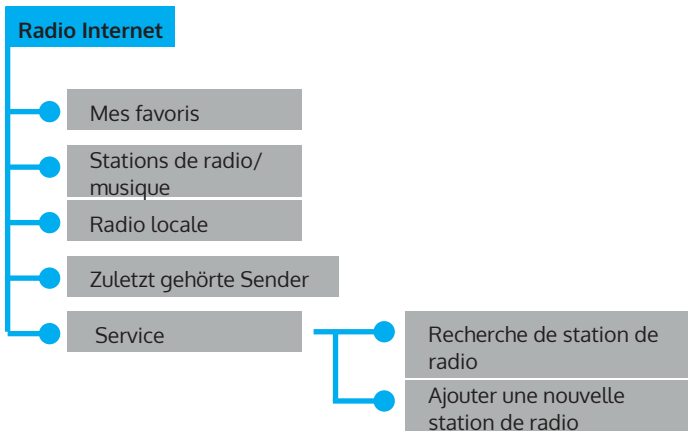 Radio Internet
Mes favoris
Stations de radio/
musique
Radio locale
Zuletzt gehörte Sender
Service
Recherche de station de
radio
Ajouter une nouvelle
station de radio